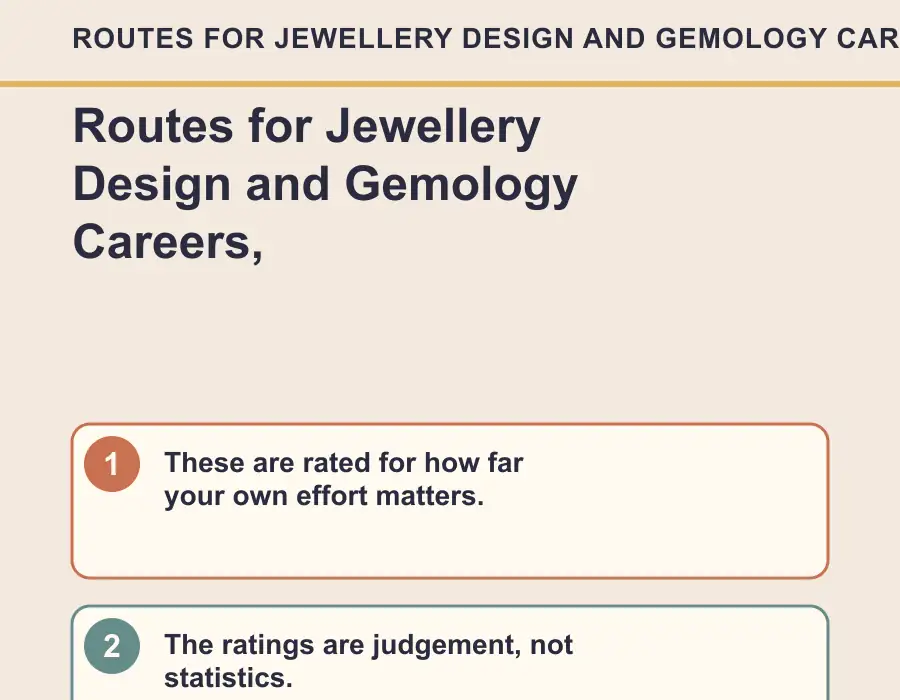 ROUTES FOR JEWELLERY DESIGN AND GEMOLOGY CAR
Routes for Jewellery
Design and Gemology
Careers,
1
These are rated for how far
your own effort matters.
2
The ratings are judgement, not
statistics.